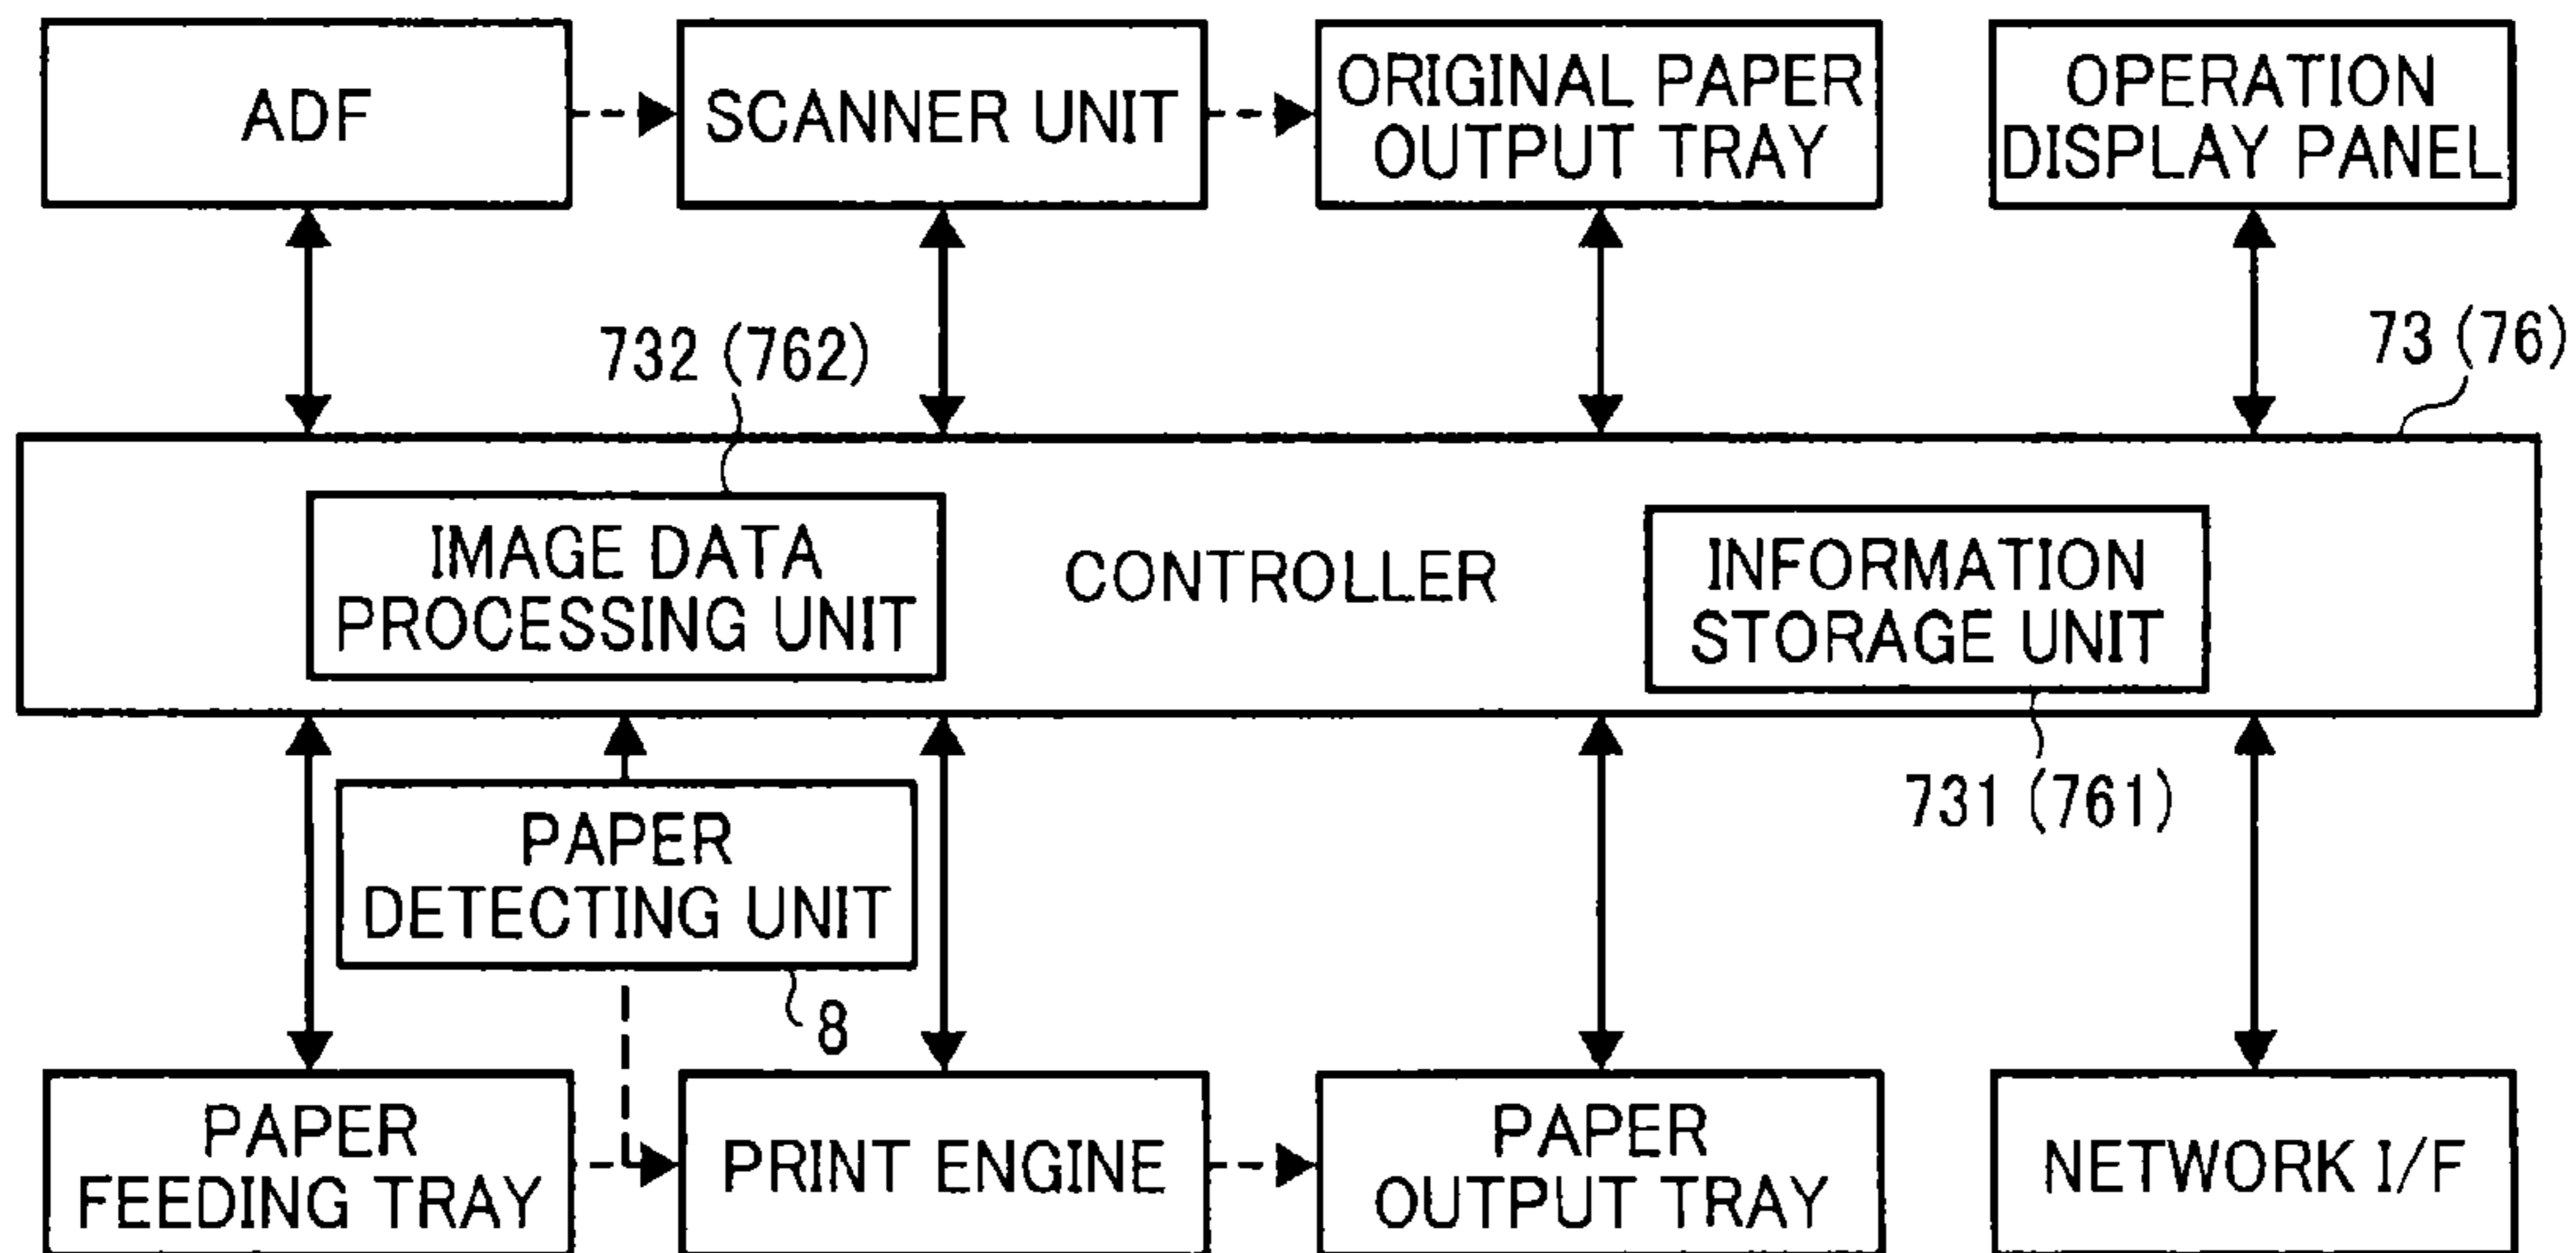 ADF
SCANNER UNIT
ORIGINAL PAPER
OUTPUT TRAY
OPERATION
DISPLAY PANEL
732 (762)
73 (76)
IMAGE DATA
PROCESSING UNIT
CONTROLLER
INFORMATION
STORAGE UNIT
731 (761)
PAPER
DETECTING UNIT
8
PAPER
FEEDING TRAY
PRINT ENGINE
PAPER
OUTPUT TRAY
NETWORK I/F